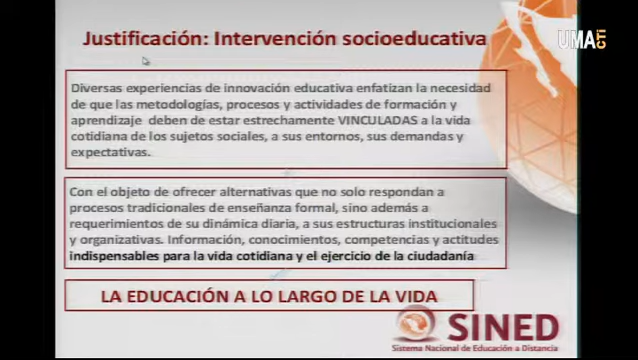 Justificación: Intervención socioeducativa
UMA
CTI
Diversas experiencias de innovación educativa enfatizan la necesidad
de que las metodologías, procesos y actividades de formación y
aprendizaje deben de estar estrechamente VINCULADAS a la vida
cotidiana de los sujetos sociales, a sus entornos, sus demandas y
expectativas.
Con el objeto de ofrecer alternativas que no solo respondan a
procesos tradicionales de enseñanza formal, sino además a
requerimientos de su dinámica diaria, a sus estructuras institucionales
y organizativas. Información, conocimientos, competencias y actitudes
indispensables para la vida cotidiana y el ejercicio de la ciudadanía
LA EDUCACIÓN A LO LARGO DE LA VIDA
SINED
Sistema Nacional de Educación a Distancia